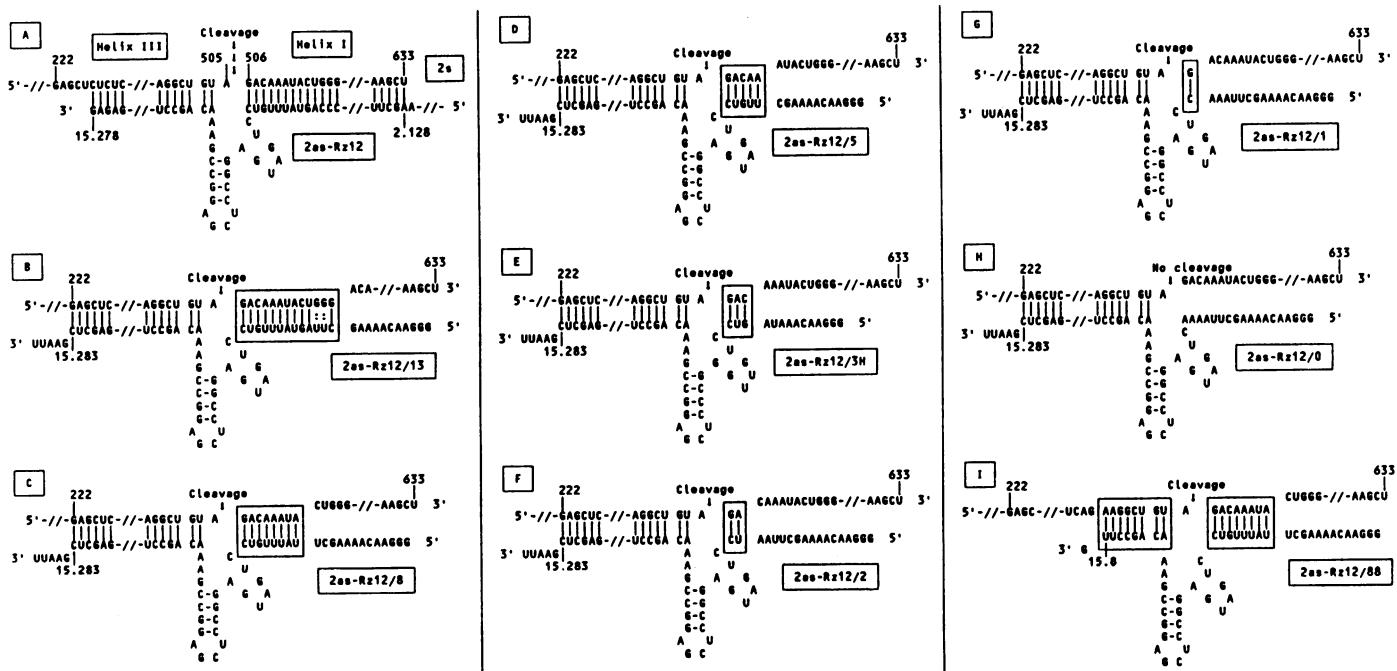 A
Cleavage
222
Helix III
505
506
Helix I
633
2s
5'-//- GAGCUCUCUC-//-AGGCU GU A GACAAAUACUGGG-//-AAGCU 3'
3' GAGAG-//-UCCGA CA CUGUUUAUGACCC-//-UUCGAA-//- 5'
15.278
2as-Rz12
2.128
B
Cleavage
222
633
ACA-//-AAGCU 3'
5'-//-GAGCUC-//-AGGCU GU A GACAAAUACUGGG
CUCGAG-//-UCCGA CA CUGUUUAUGAUUC GAAAACAAGGG 5'
3' UUAAG
15.283
2as-Rz12/13
C
Cleavage
222
633
CUGGG-//-AAGCU 3'
5'-//-GAGCUC-//-AGGCU GU A GACAAAUA
CUCGAG-//-UCCGA CA CUGUUUAU UCGAAAACAAGGG 5'
3' UUAAG
15.283
2as-Rz12/8
D
Cleavage
222
633
AUACUGGG-//-AAGCU 3'
5'-//-GAGCUC-//-AGGCU GU A GACAA
CUCGAG-//-UCCGA CA CUGUU CGAAAACAAGGG 5'
3' UUAAG
15.283
2as-Rz12/5
E
Cleavage
222
633
AAAUACUGGG-//-AAGCU 3'
5'-//-GAGCUC-//-AGGCU GU A GAC
CUCGAG-//-UCCGA CA CUG AUAAACAAGGG 5'
3' UUAAG
15.283
2as-Rz12/3H
F
Cleavage
222
633
CAAAUACUGGG-//-AAGCU 3'
5'-//-GAGCUC-//-AGGCU GU A GA
CUCGAG-//-UCCGA CA CU AAUUCGAAAACAAGGG 5'
3' UUAAG
15.283
2as-Rz12/2
G
Cleavage
222
633
ACAAAUACUGGG-//-AAGCU 3'
5'-//-GAGCUC-//-AGGCU GU A G
CUCGAG-//-UCCGA CA C AAAUUCGAAAACAAGGG 5'
3' UUAAG
15.283
2as-Rz12/1
H
No cleavage
222
633
GACAAAUACUGGG-//-AAGCU 3'
5'-//-GAGCUC-//-AGGCU GU A
CUCGAG-//-UCCGA CA AAAAUUCGAAAACAAGGG 5'
3' UUAAG
15.283
2as-Rz12/0
I
Cleavage
222
633
CUGGG-//-AAGCU 3'
5'-//-GAGC-//-UCAG AAGGCU GU A GACAAAUA
3' G UUCCGA CA CUGUUUAU UCGAAAACAAGGG 5'
15.8
2as-Rz12/88